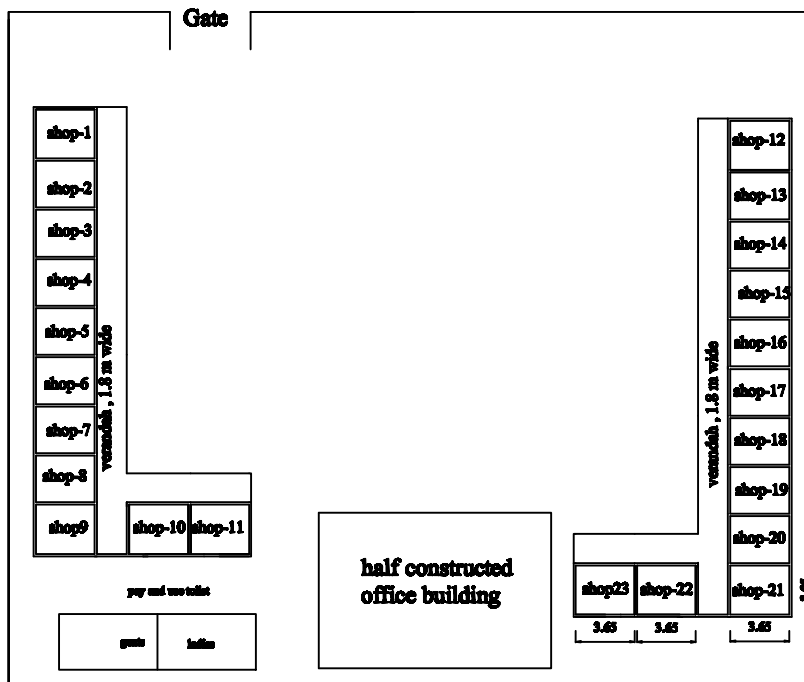 Gate
shop-1
shop-2
shop-3
shop-4
shop-5
shop-6
shop-7
shop-8
shop9
verandah , 1.8 m wide
shop-10
shop-11
shop-12
shop-13
shop-14
shop-15
shop-16
shop-17
shop-18
shop-19
shop-20
shop-21
verandah , 1.8 m wide
shop23
shop-22
3.65
3.65
3.65
half constructed
office building
pay and use toilet
gents
ladies